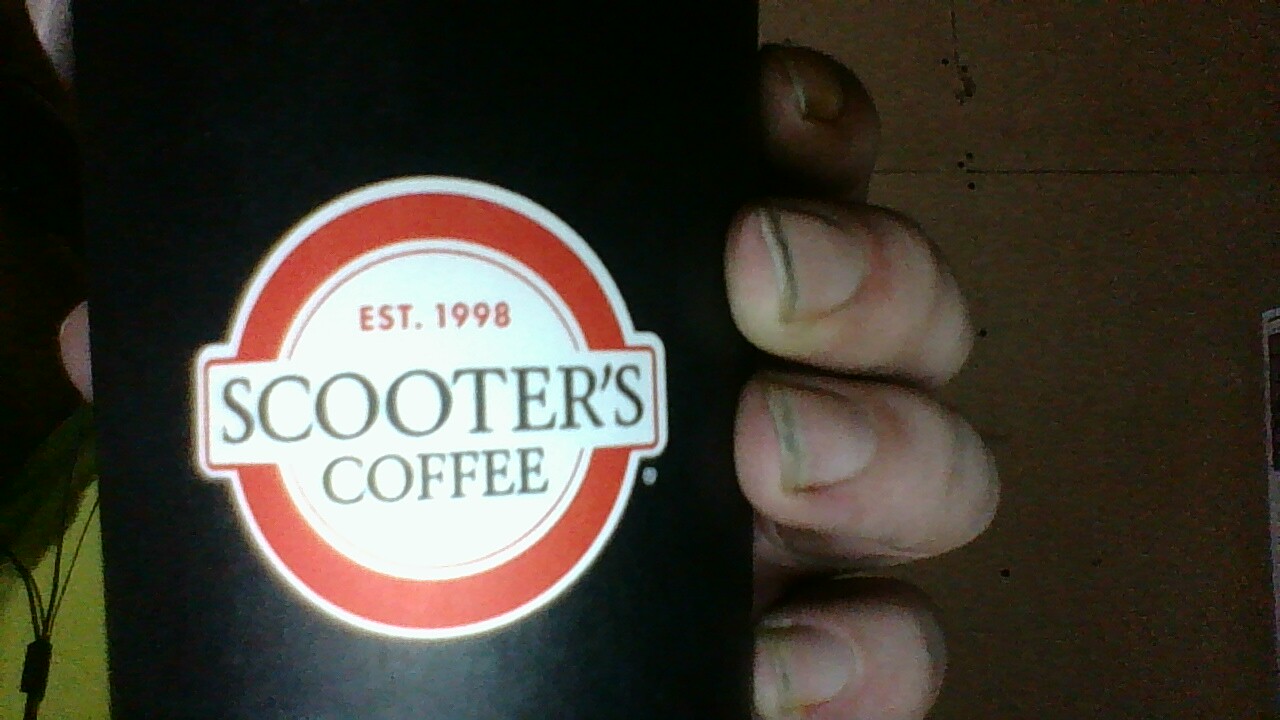 EST. 1998
SCOOTER'S
COFFEE
®